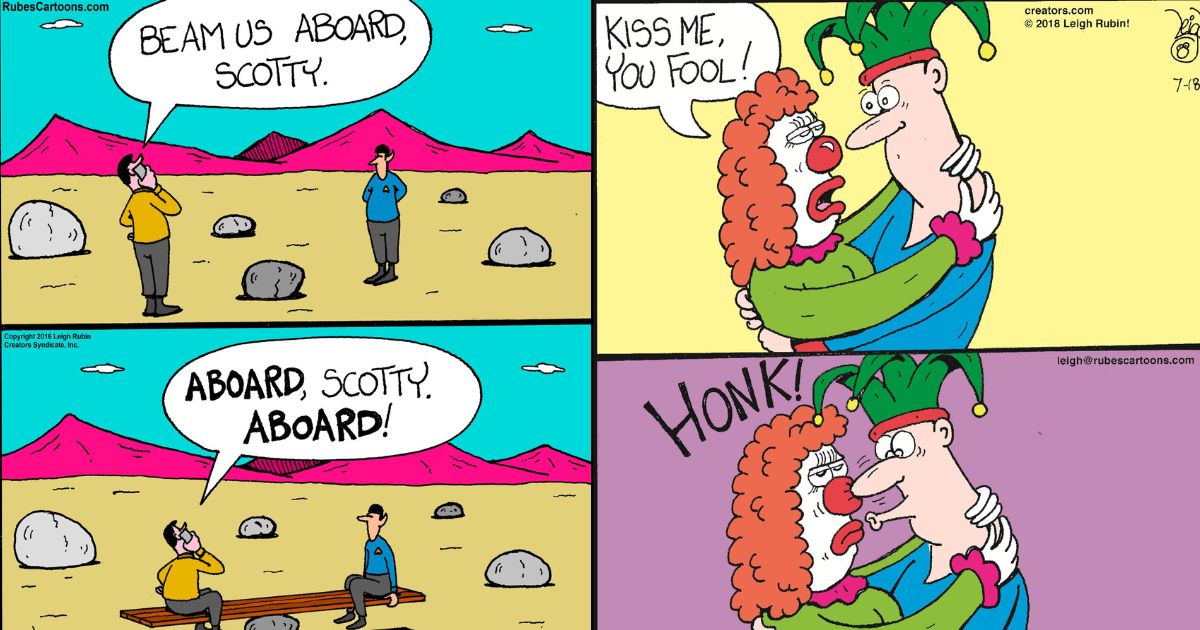 RubesCartoons.com
BEAM US ABOARD,
SCOTTY.
Copyright 2016 Leigh Rubin
Creators Syndicate, Inc.
ABOARD, SCOTTY.
ABOARD!
creators.com
© 2018 Leigh Rubin!
7-18
KISS ME,
YOU FOOL!
leigh@rubescartoons.com
HONK!